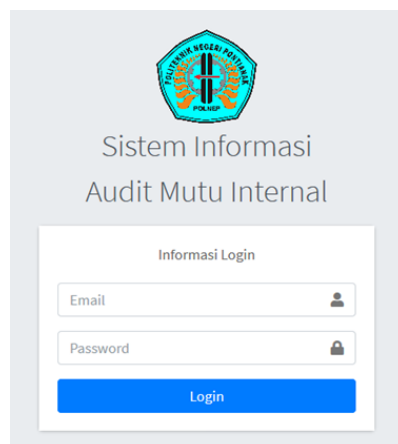 POLITEKNIK NEGERI PONTIANAK
POLNEP
Sistem Informasi
Audit Mutu Internal
Informasi Login
Email
Password
Login